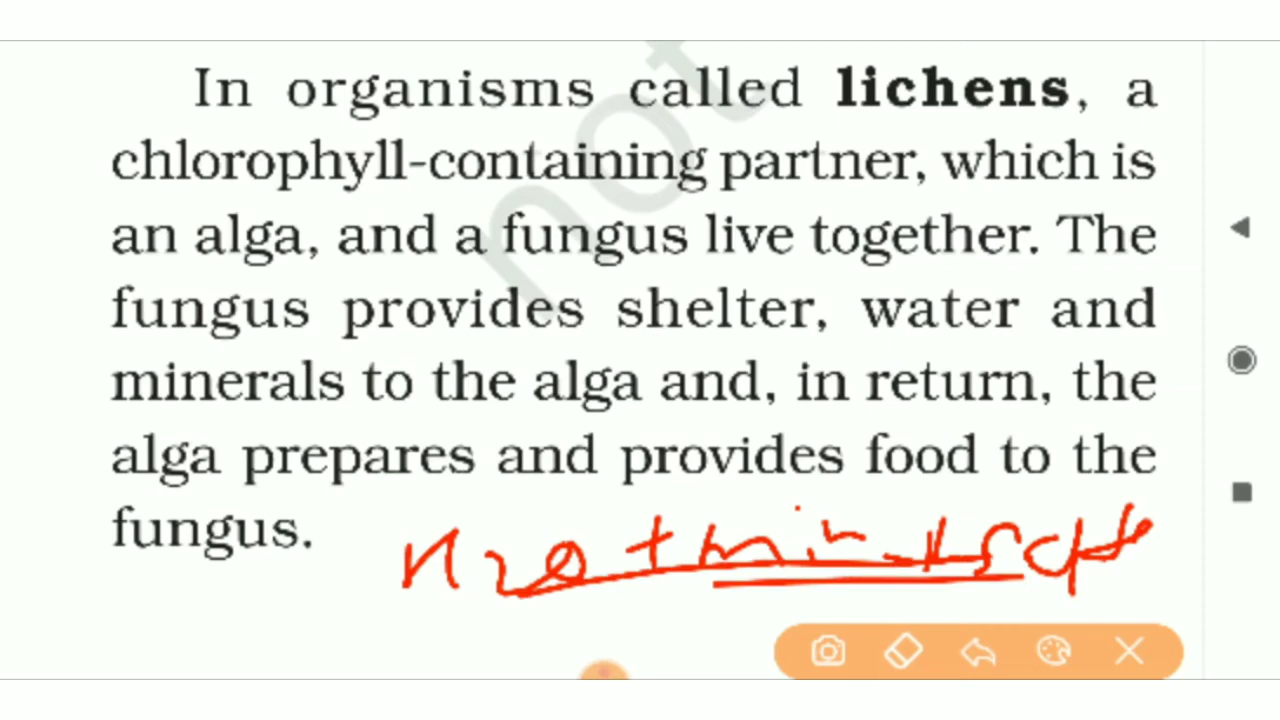 In organisms called lichens, a
chlorophyll-containing partner, which is
an alga, and a fungus live together. The
fungus provides shelter, water and
minerals to the alga and, in return, the
alga prepares and provides food to the
fungus.
not